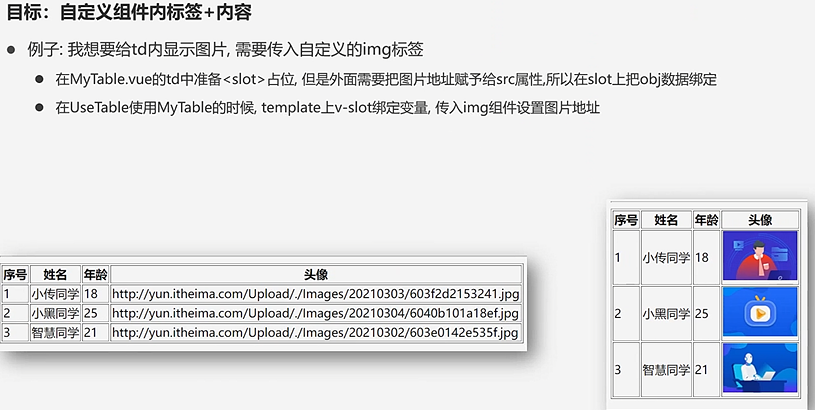 目标：自定义组件内标签+内容
例子: 我想要给td内显示图片, 需要传入自定义的img标签
在MyTable.vue的td中准备<slot>占位, 但是外面需要把图片地址赋予给src属性,所以在slot上把obj数据绑定
在UseTable使用MyTable的时候, template上v-slot绑定变量, 传入img组件设置图片地址
序号 姓名 年龄 头像
1 小传同学 18 http://yun.itheima.com/Upload/./Images/20210303/603f2d2153241.jpg
2 小黑同学 25 http://yun.itheima.com/Upload/./Images/20210304/6040b101a18ef.jpg
3 智慧同学 21 http://yun.itheima.com/Upload/./Images/20210302/603e0142e535f.jpg
序号 姓名 年龄 头像
1 小传同学 18
2 小黑同学 25
3 智慧同学 21